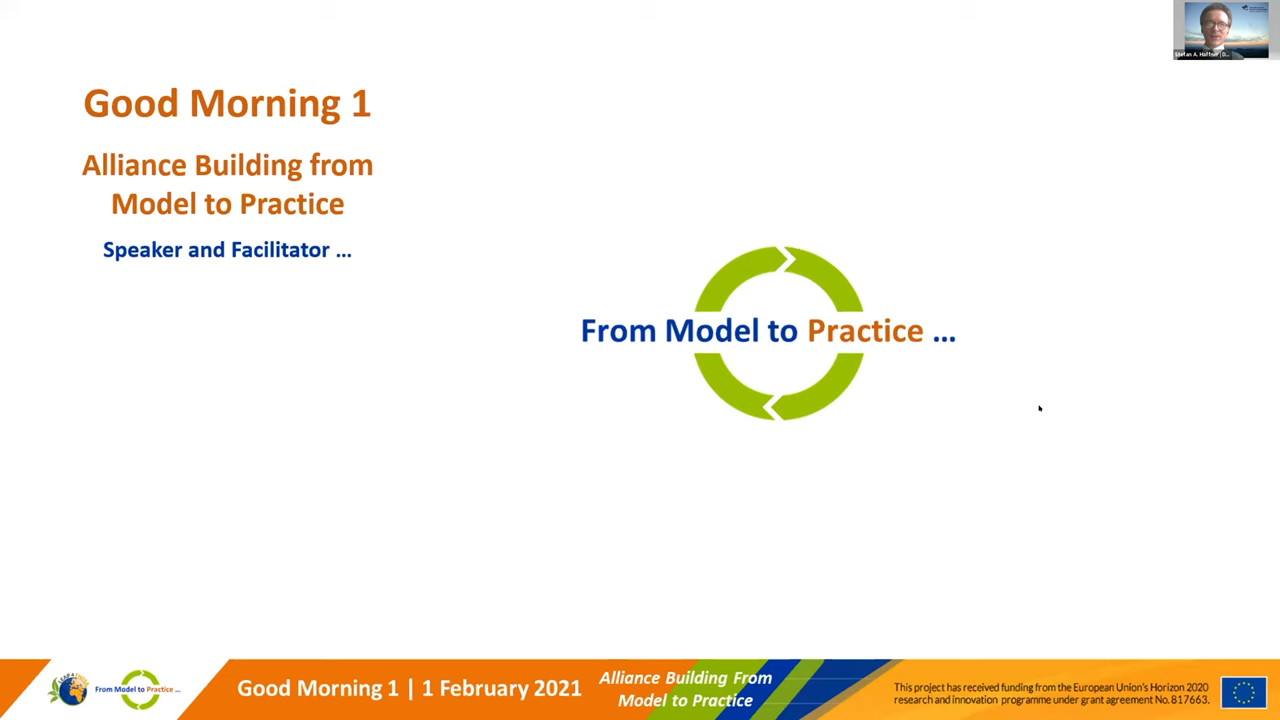 Stefan A. Haffner | D...
Good Morning 1
Alliance Building from
Model to Practice
Speaker and Facilitator ...
From Model to Practice ...
From Model to Practice ...
Good Morning 1 | 1 February 2021
Alliance Building From
Model to Practice
This project has received funding from the European Union's Horizon 2020
research and innovation programme under grant agreement No. 817663.